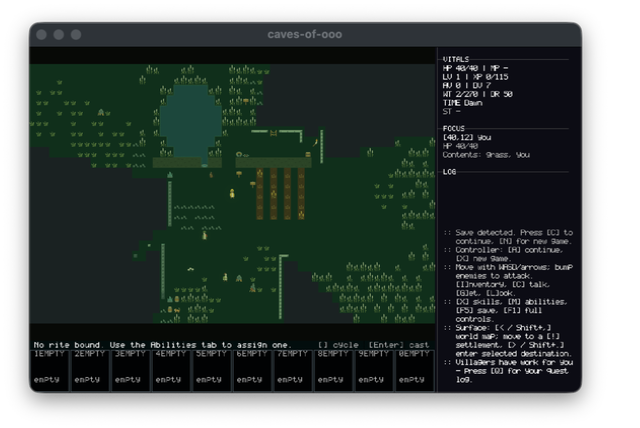 caves-of-ooo
VITALS
HP 40/40 | MP -
LV 1 | XP 0/115
AV 0 | DV 7
WT 2/270 | DR 50
TIME Dawn
ST -
FOCUS
[40,12] You
HP 40/40
Contents: grass, You
LOG
:: Save detected. Press [C] to
continue, [N] for new game.
:: Controller: [A] continue,
[X] new game.
:: Move with WASD/arrows; bump
enemies to attack.
[I]nventory, [C] talk,
[G]et, [L]ook.
:: [X] skills, [M] abilities,
[F5] save, [F1] full
controls.
:: Surface: [< / Shift+,]
world map; move to a [!]
settlement, [> / Shift+.]
enter selected destination.
:: Villagers have work for you
- Press [Q] for your quest
log.
No rite bound. Use the Abilities tab to assign one. [] cycle [Enter] cast
1EMPTY 2EMPTY 3EMPTY 4EMPTY 5EMPTY 6EMPTY 7EMPTY 8EMPTY 9EMPTY 0EMPTY
empty empty empty empty empty empty empty empty empty empty